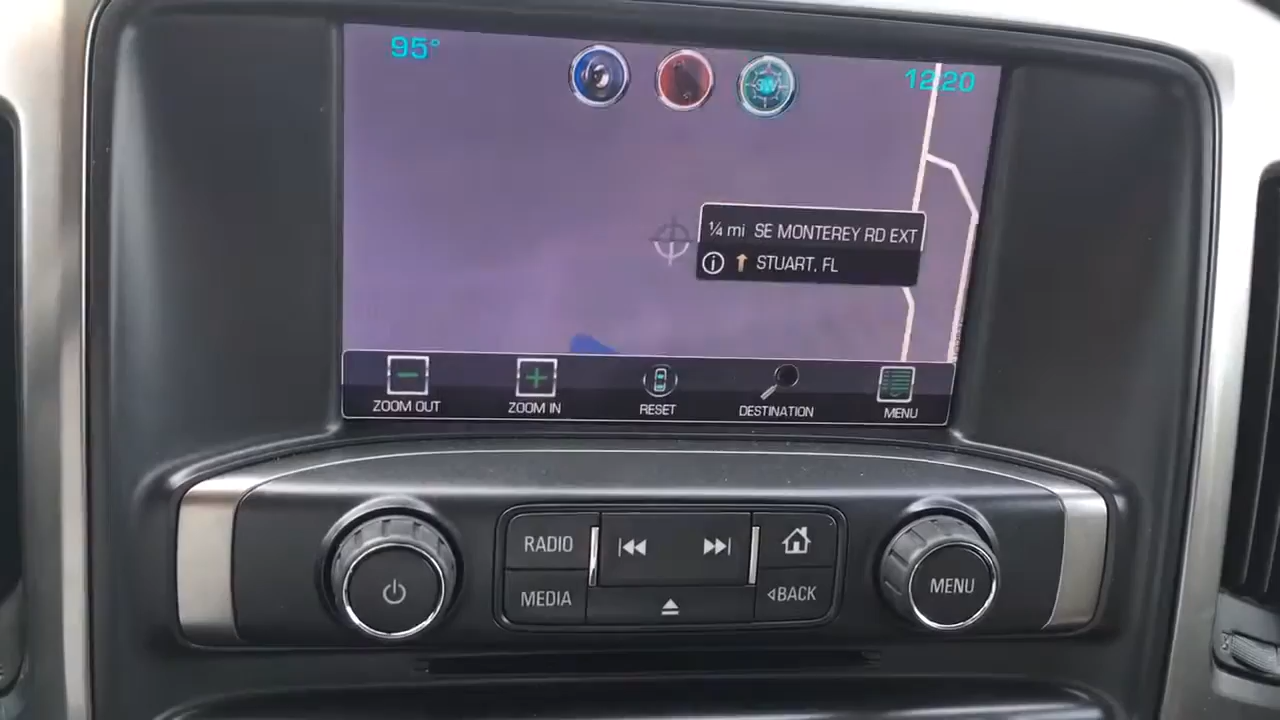 95°
SW
12:20
¼ mi SE MONTEREY RD EXT
STUART, FL
ZOOM OUT
ZOOM IN
RESET
DESTINATION
MENU
RADIO
MEDIA
BACK
MENU